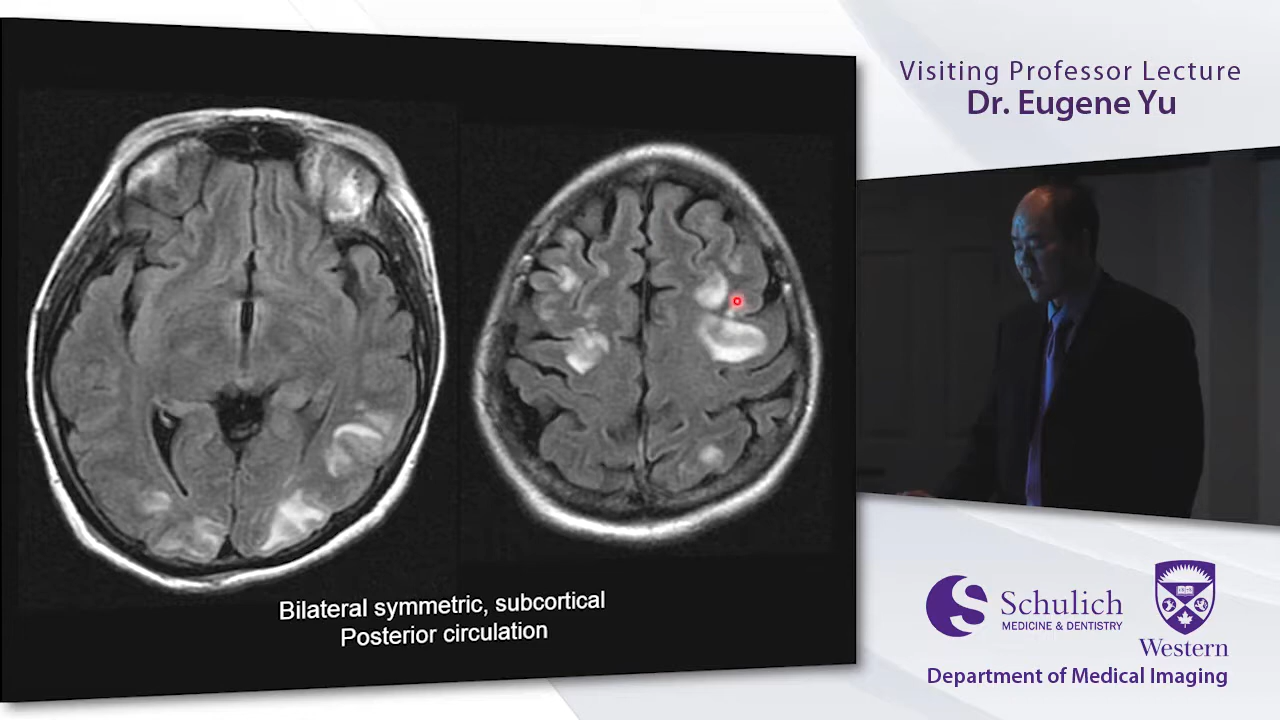 Visiting Professor Lecture
Dr. Eugene Yu
Bilateral symmetric, subcortical
Posterior circulation
Schulich
MEDICINE & DENTISTRY
Western
Department of Medical Imaging